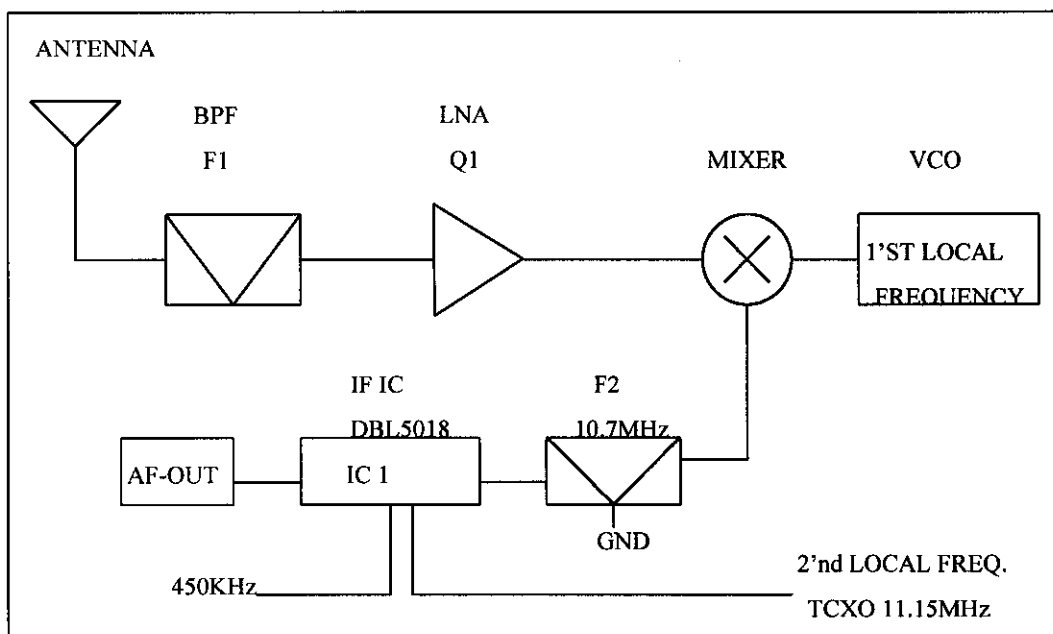 ANTENNA
BPF
F1
LNA
Q1
MIXER
VCO
1'ST LOCAL
FREQUENCY
IF IC
DBL5018
IC 1
F2
10.7MHz
GND
AF-OUT
450KHz
2'nd LOCAL FREQ.
TCXO 11.15MHz